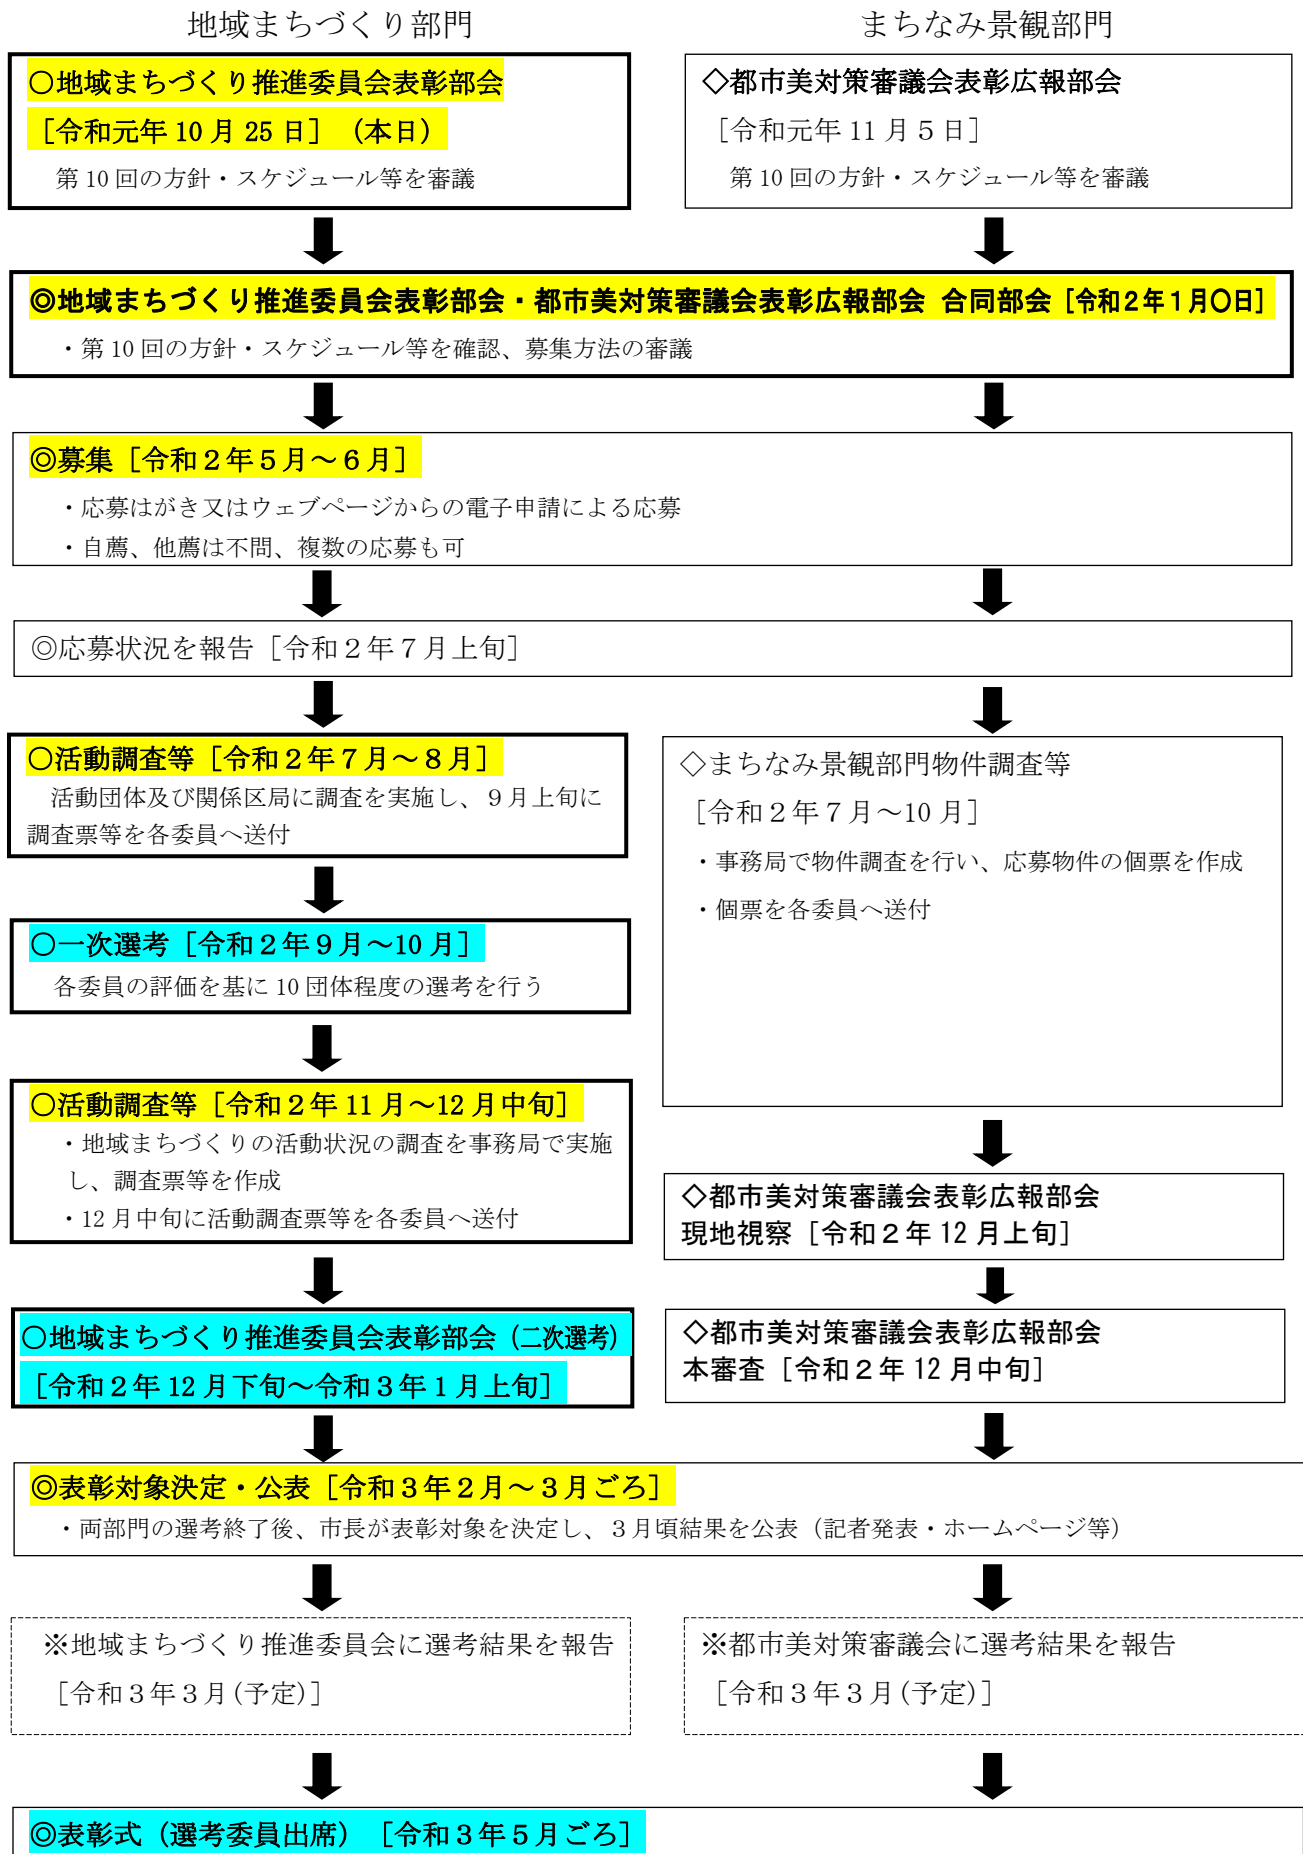 地域まちづくり部門
まちなみ景観部門
○地域まちづくり推進委員会表彰部会
［令和元年 10 月 25 日］（本日）
第 10 回の方針・スケジュール等を審議
◇都市美対策審議会表彰広報部会
［令和元年 11 月５日］
第 10 回の方針・スケジュール等を審議
◎地域まちづくり推進委員会表彰部会・都市美対策審議会表彰広報部会 合同部会［令和２年１月〇日］
・第 10 回の方針・スケジュール等を確認、募集方法の審議
◎募集［令和２年５月～６月］
・応募はがき又はウェブページからの電子申請による応募
・自薦、他薦は不問、複数の応募も可
◎応募状況を報告［令和２年７月上旬］
○活動調査等［令和２年７月～８月］
活動団体及び関係区局に調査を実施し、９月上旬に
調査票等を各委員へ送付
○一次選考［令和２年９月～10 月］
各委員の評価を基に 10 団体程度の選考を行う
○活動調査等［令和２年 11 月～12 月中旬］
・地域まちづくりの活動状況の調査を事務局で実施
し、調査票等を作成
・12 月中旬に活動調査票等を各委員へ送付
○地域まちづくり推進委員会表彰部会（二次選考）
［令和２年 12 月下旬～令和３年１月上旬］
◇まちなみ景観部門物件調査等
［令和２年７月～10 月］
・事務局で物件調査を行い、応募物件の個票を作成
・個票を各委員へ送付
◇都市美対策審議会表彰広報部会
現地視察［令和２年 12 月上旬］
◇都市美対策審議会表彰広報部会
本審査［令和２年 12 月中旬］
◎表彰対象決定・公表［令和３年２月～３月ごろ］
・両部門の選考終了後、市長が表彰対象を決定し、３月頃結果を公表（記者発表・ホームページ等）
※地域まちづくり推進委員会に選考結果を報告
［令和３年３月(予定)］
※都市美対策審議会に選考結果を報告
［令和３年３月(予定)］
◎表彰式（選考委員出席）［令和３年５月ごろ］